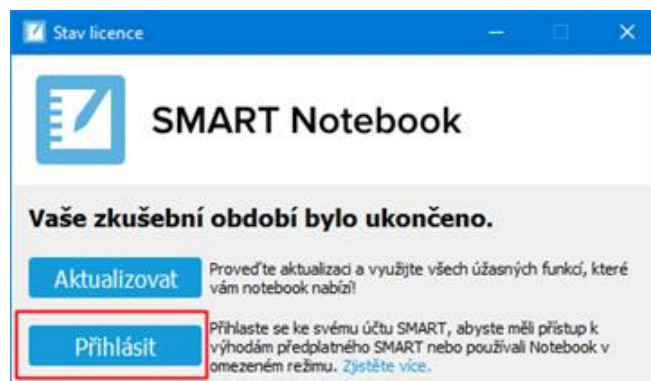 Stav licence
SMART Notebook
Vaše zkušební období bylo ukončeno.
Aktualizovat
Proveďte aktualizaci a využijte všech úžasných funkcí, které
vám notebook nabízí!
Přihlásit
Přihlaste se ke svému účtu SMART, abyste měli přístup k
výhodám předplatného SMART nebo používali Notebook v
omezeném režimu. Zjistěte více.